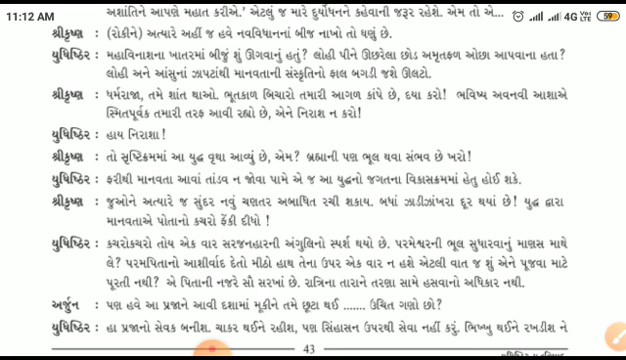 11:12 AM
4G
59
અશાંતિને આપણે મહાત કરીએ.’ એટલું જ મારે દુર્યોધનને કહેવાની જરૂર રહેશે. એમ તો એ...
શ્રીકૃષ્ણ : (રોકીને) અત્યારે અહીં જ હવે નવવિધાનનાં બીજ નાખો તો ઘણું છે.
યુધિષ્ઠિર : મહાવિનાશના ખાતરમાં બીજું શું ઊગવાનું હતું ? લોહી પીને ઊછરેલા છોડ અમૃતફળ ઓછા આપવાના હતા ?
લોહી અને આંસુનાં ઝાપટાંથી માનવતાની સંસ્કૃતિનો ફાલ બગડી જશે ઊલટો.
શ્રીકૃષ્ણ : ધર્મરાજા, તમે શાંત થાઓ. ભૂતકાળ બિચારો તમારી આગળ કાંપે છે, દયા કરો! ભવિષ્ય અવનવી આશાએ
સ્મિતપૂર્વક તમારી તરફ આવી રહ્યો છે, એને નિરાશ ન કરો!
યુધિષ્ઠિર : હાય નિરાશા!
શ્રીકૃષ્ણ : તો સૃષ્ટિક્રમમાં આ યુદ્ધ વૃથા આવ્યું છે, એમ? બ્રહ્માની પણ ભૂલ થવા સંભવ છે ખરો!
યુધિષ્ઠિર : ફરીથી માનવતા આવાં તાંડવ ન જોવા પામે એ જ આ યુદ્ધનો જગતના વિકાસક્રમમાં હેતુ હોઈ શકે.
શ્રીકૃષ્ણ : જુઓને અત્યારે જ સુંદર નવું ચણતર અબાધિત રચી શકાય. બધાં ઝાડીઝાંખરા દૂર થયાં છે! યુદ્ધ દ્વારા
માનવતાએ પોતાનો કચરો ફેંકી દીધો !
યુધિષ્ઠિર : કચરોકચરો તોય એક વાર સરજનહારની અંગુલિનો સ્પર્શ થયો છે. પરમેશ્વરની ભૂલ સુધારવાનું માણસ માથે
લે? પરમપિતાનો આશીર્વાદ દેતો મીઠો હાથ તેના ઉપર એક વાર ન હશે એટલી વાત જ શું એને પૂજવા માટે
પૂરતી નથી? એ પિતાની નજરે સૌ સરખાં છે. રાત્રિના તારાને તરણા સામે હસવાનો અધિકાર નથી.
અર્જુન : પણ હવે આ પ્રજાને આવી દશામાં મૂકીને તમે છૂટા થઈ ....... ઉચિત ગણો છો?
યુધિષ્ઠિર : હા પ્રજાનો સેવક બનીશ. ચાકર થઈને રહીશ, પણ સિંહાસન ઉપરથી સેવા નહીં કરું. ભિખ્ખુ થઈને રખડીશ ને
43